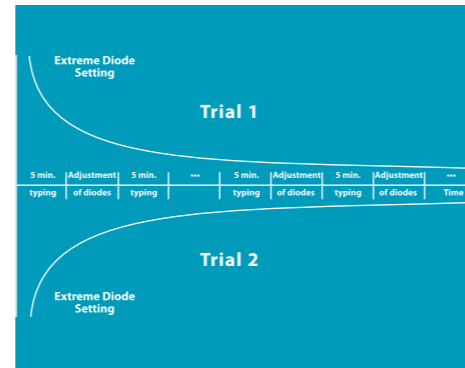 Extreme Diode
Setting
Trial 1
5 min. Adjustment 5 min. ••• 5 min. Adjustment 5 min. Adjustment •••
typing of diodes typing typing of diodes typing of diodes Time
Trial 2
Extreme Diode
Setting